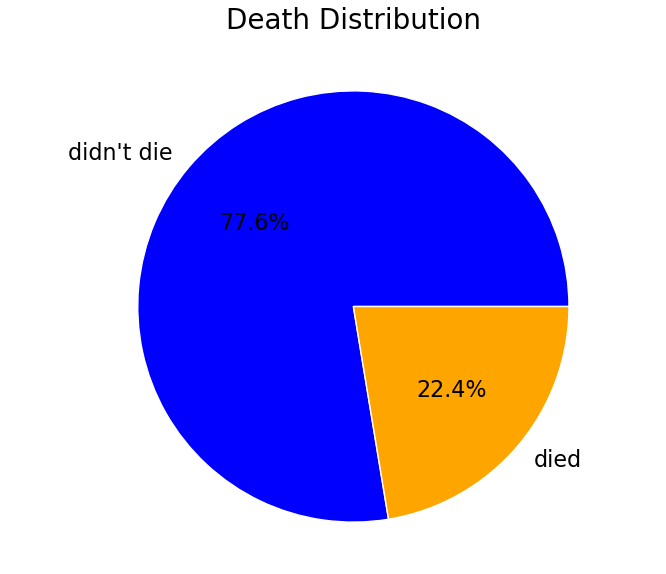 Death Distribution
didn't die
77.6%
22.4%
died